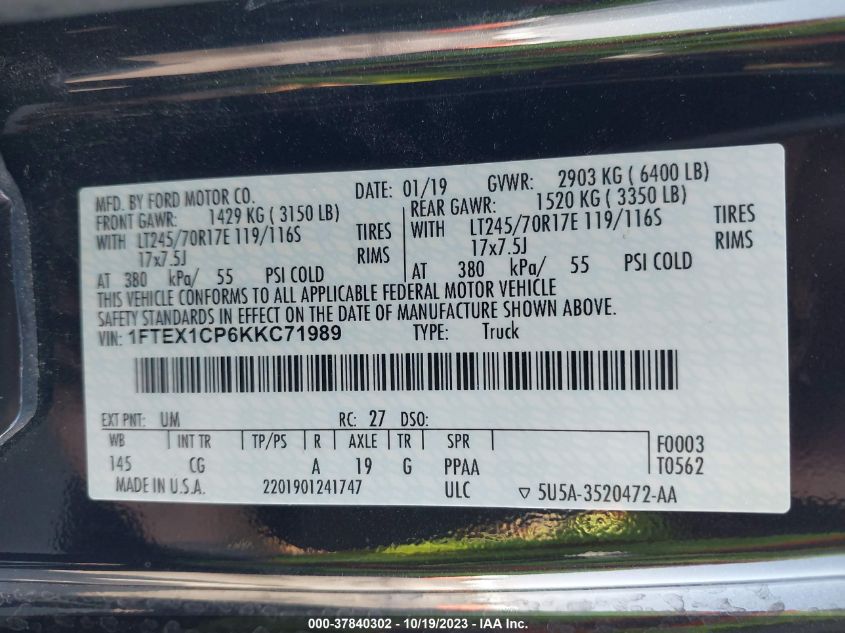 MFD. BY FORD MOTOR CO. DATE: 01/19 GVWR: 2903 KG ( 6400 LB)
FRONT GAWR: 1429 KG ( 3150 LB) REAR GAWR: 1520 KG ( 3350 LB)
WITH LT245/70R17E 119/116S TIRES WITH LT245/70R17E 119/116S TIRES
17x7.5J RIMS 17x7.5J RIMS
AT 380 kPa/ 55 PSI COLD AT 380 kPa/ 55 PSI COLD
THIS VEHICLE CONFORMS TO ALL APPLICABLE FEDERAL MOTOR VEHICLE
SAFETY STANDARDS IN EFFECT ON THE DATE OF MANUFACTURE SHOWN ABOVE.
VIN: 1FTEX1CP6KKC71989 TYPE: Truck
EXT PNT: UM RC: 27 DSO:
WB INT TR TP/PS R AXLE TR SPR F0003
145 CG A 19 G PPAA T0562
MADE IN U.S.A. 2201901241747 ULC ▽ 5U5A-3520472-AA
000-37840302 - 10/19/2023 - IAA Inc.